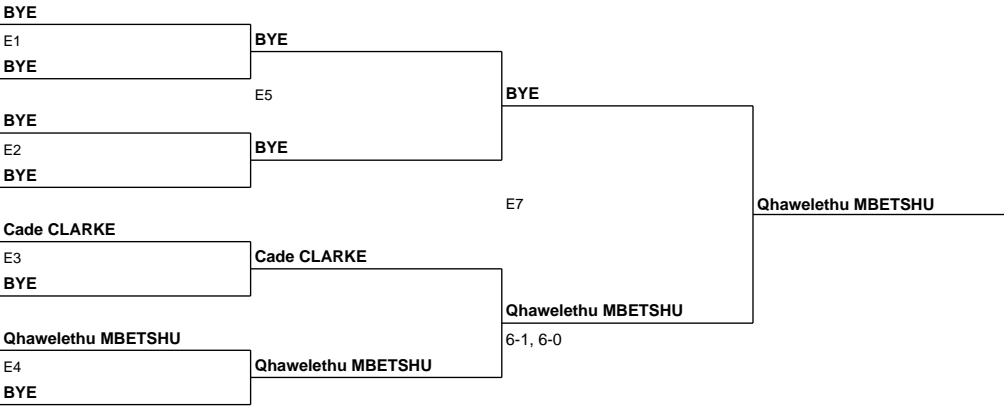 BYE
E1
BYE
BYE
E5
BYE
BYE
E2
BYE
BYE
E7
Qhawelethu MBETSHU
Cade CLARKE
E3
Cade CLARKE
BYE
Qhawelethu MBETSHU
6-1, 6-0
Qhawelethu MBETSHU
E4
Qhawelethu MBETSHU
BYE